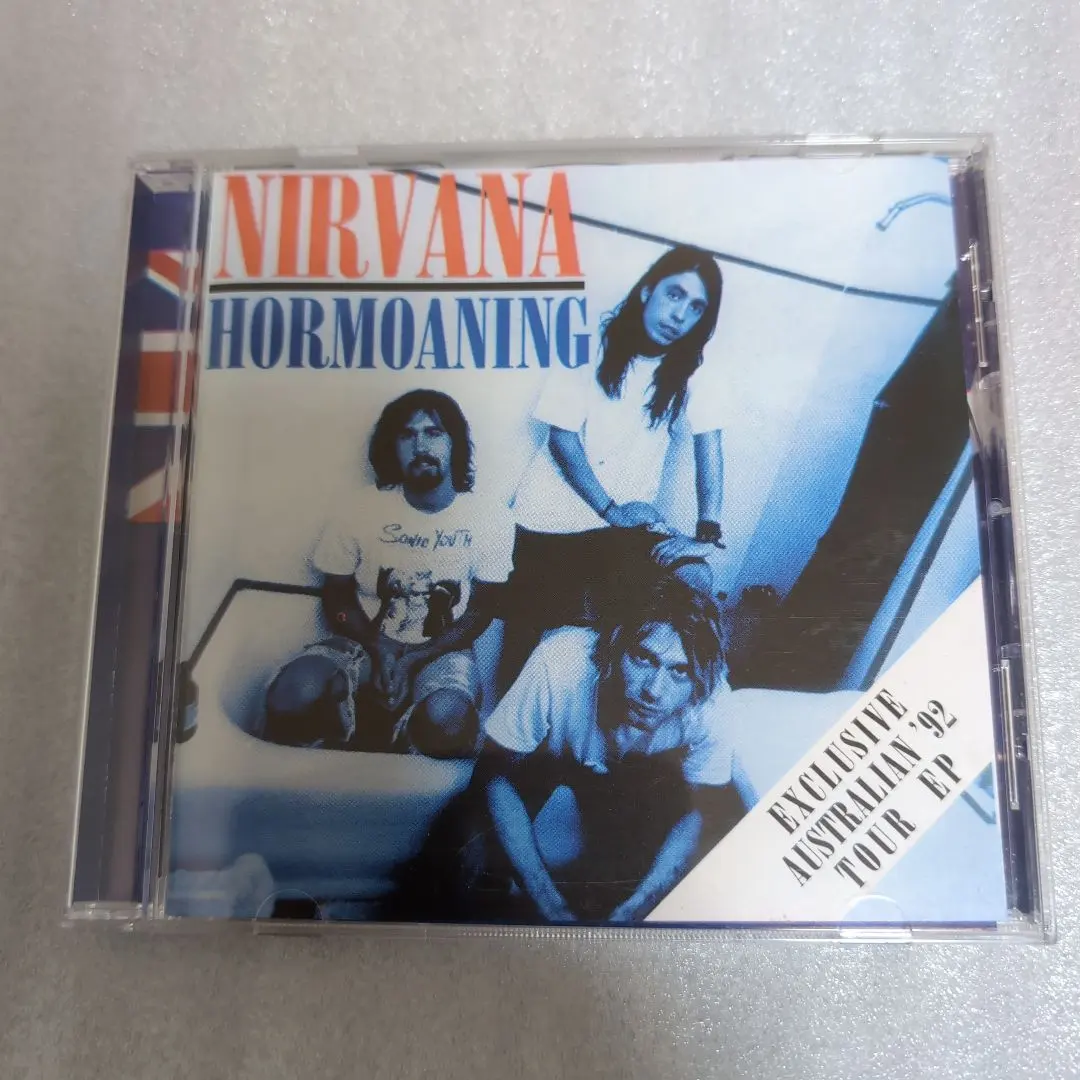 NIRVANA
HORMOANING
SONIC YOUTH
EXCLUSIVE
AUSTRALIAN '92
TOUR EP